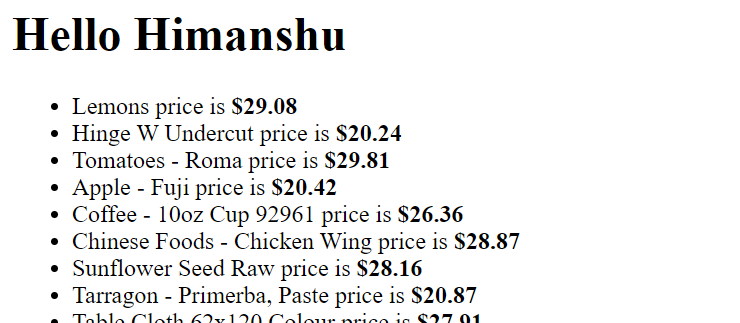 Hello Himanshu
Lemons price is $29.08
Hinge W Undercut price is $20.24
Tomatoes - Roma price is $29.81
Apple - Fuji price is $20.42
Coffee - 10oz Cup 92961 price is $26.36
Chinese Foods - Chicken Wing price is $28.87
Sunflower Seed Raw price is $28.16
Tarragon - Primerba, Paste price is $20.87
Table Cloth 62x120 Colour price is $27.91